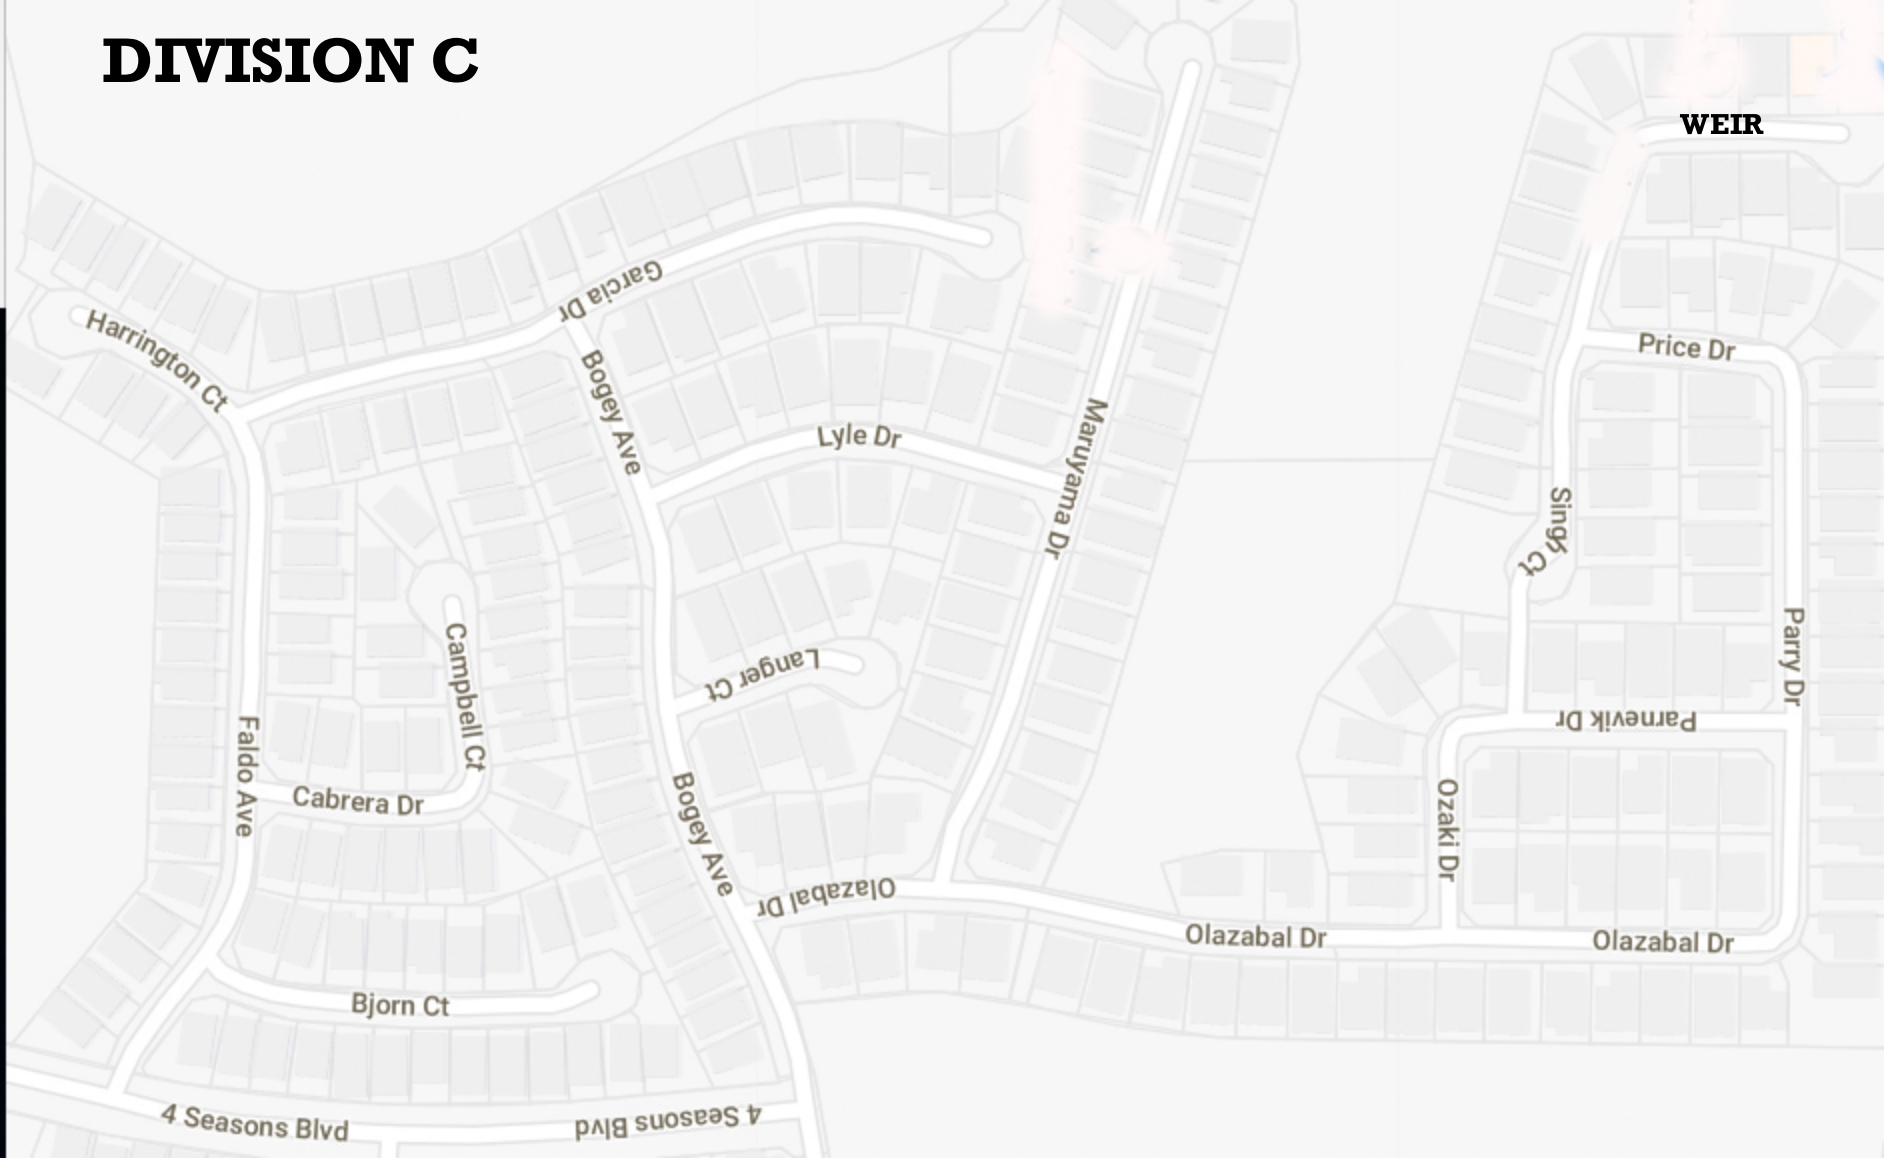 DIVISION C
WEIR
Garcia Dr
Harrington Ct
Bogey Ave
Price Dr
Lyle Dr
Maruyama Dr
Singh Ct
Campbell Ct
Langer Ct
Parry Dr
Parnevik Dr
Faldo Ave
Cabrera Dr
Bogey Ave
Ozaki Dr
Olazabal Dr
Olazabal Dr
Olazabal Dr
Bjorn Ct
4 Seasons Blvd
4 Seasons Blvd